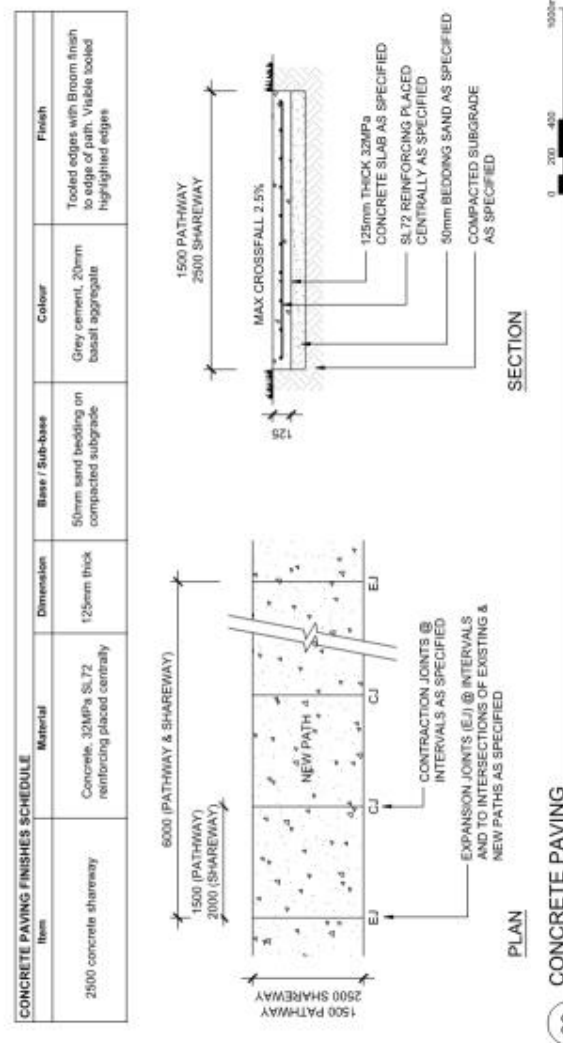 CONCRETE PAVING FINISHES SCHEDULE
Item
Material
Dimension
Base / Sub-base
Colour
Finish
2500 concrete shareway
Concrete, 32MPa SL72
reinforcing placed centrally
125mm thick
50mm sand bedding on
compacted subgrade
Grey cement, 20mm
basalt aggregate
Tooled edges with Broom finish
to edge of path. Visible tooled
highlighted edges
6000 (PATHWAY & SHAREWAY)
1500 (PATHWAY)
2000 (SHAREWAY)
1500 PATHWAY
2500 SHAREWAY
NEW PATH
EJ
CJ
CJ
EJ
CONTRACTION JOINTS @
INTERVALS AS SPECIFIED
EXPANSION JOINTS (EJ) @ INTERVALS
AND TO INTERSECTIONS OF EXISTING &
NEW PATHS AS SPECIFIED
PLAN
1500 PATHWAY
2500 SHAREWAY
MAX CROSSFALL 2.5%
125
125mm THICK 32MPa
CONCRETE SLAB AS SPECIFIED
SL72 REINFORCING PLACED
CENTRALLY AS SPECIFIED
50mm BEDDING SAND AS SPECIFIED
COMPACTED SUBGRADE
AS SPECIFIED
SECTION
CONCRETE PAVING
0
200
400